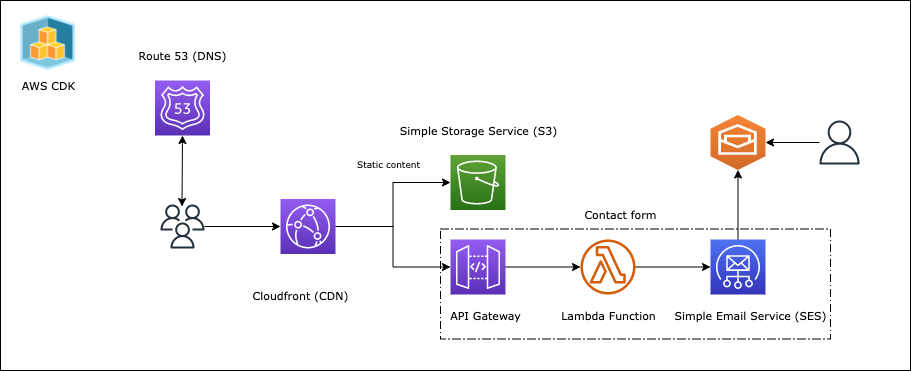 AWS CDK
Route 53 (DNS)
53
Simple Storage Service (S3)
Static content
Cloudfront (CDN)
Contact form
</>
API Gateway
Lambda Function
Simple Email Service (SES)